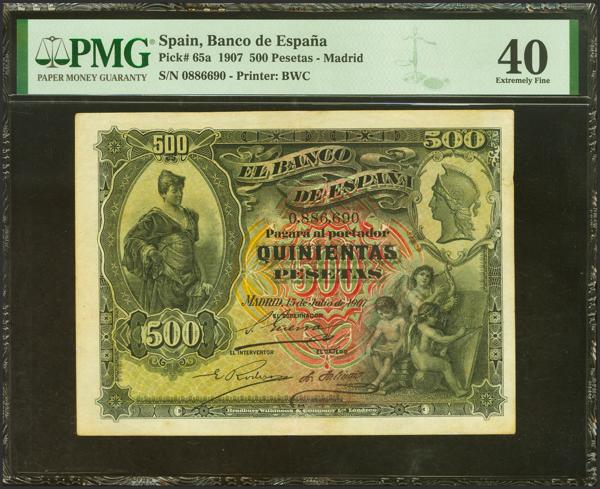 PMG
PAPER MONEY GUARANTY
Spain, Banco de España
Pick# 65a 1907 500 Pesetas - Madrid
S/N 0886690 - Printer: BWC
40
Extremely Fine
500
500
EL BANCO
DE ESPAÑA
0,886,690
Pagará al portador
QUINIENTAS
PESETAS
500
MADRID, 15 de Julio de 1907
EL GOBERNADOR
500
EL INTERVENTOR
EL CAJERO
Bradbury Wilkinson & Company Ld. Londres